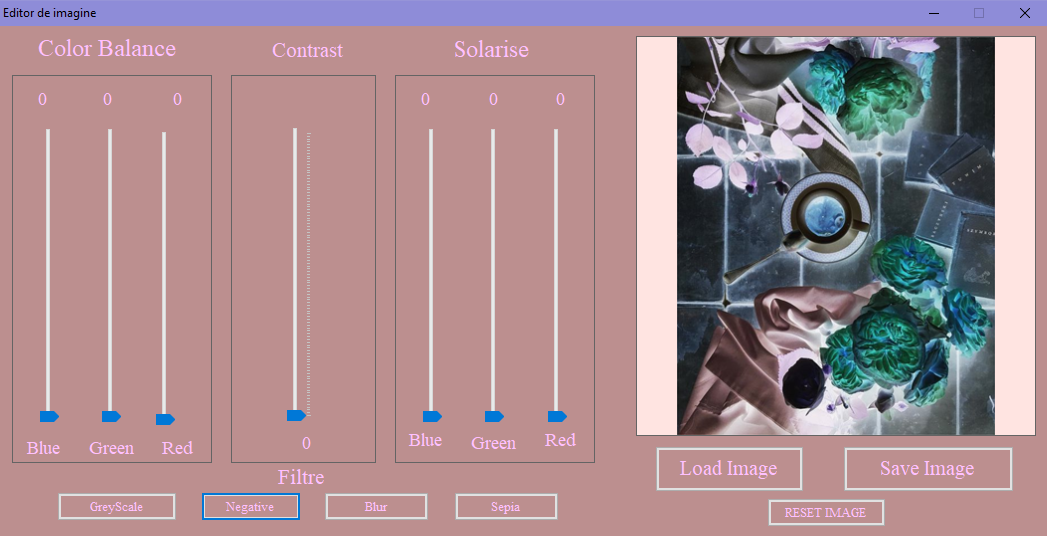 Editor de imagine
Color Balance
Contrast
Solarise
0 0 0
0 0 0
Blue Green Red
0
Blue Green Red
Filtre
GreyScale Negative Blur Sepia
Load Image Save Image
RESET IMAGE